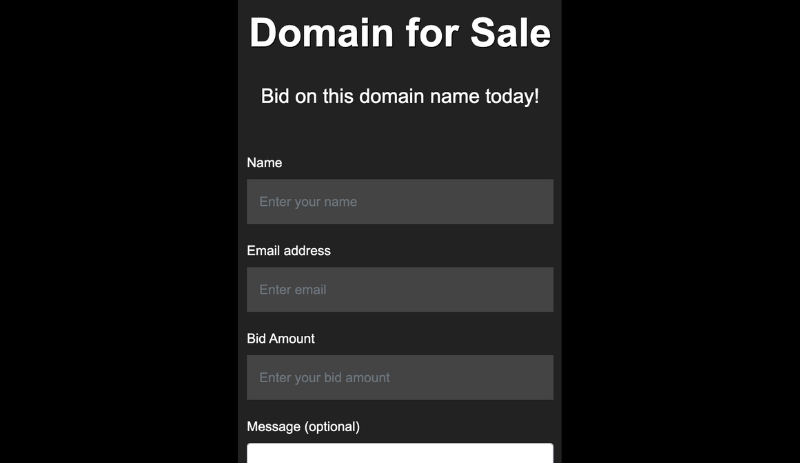 Domain for Sale
Bid on this domain name today!
Name
Enter your name
Email address
Enter email
Bid Amount
Enter your bid amount
Message (optional)